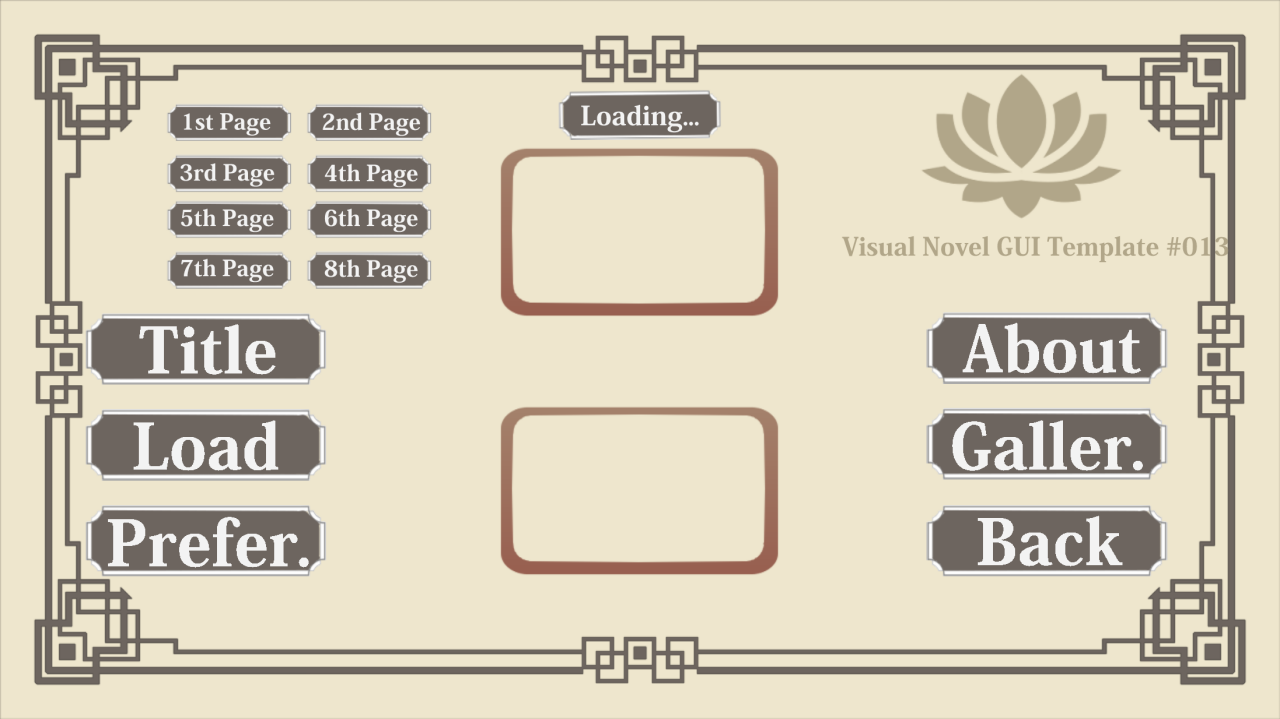 Loading...
1st Page
2nd Page
3rd Page
4th Page
5th Page
6th Page
7th Page
8th Page
Visual Novel GUI Template #013
Title
Load
Prefer.
About
Galler.
Back